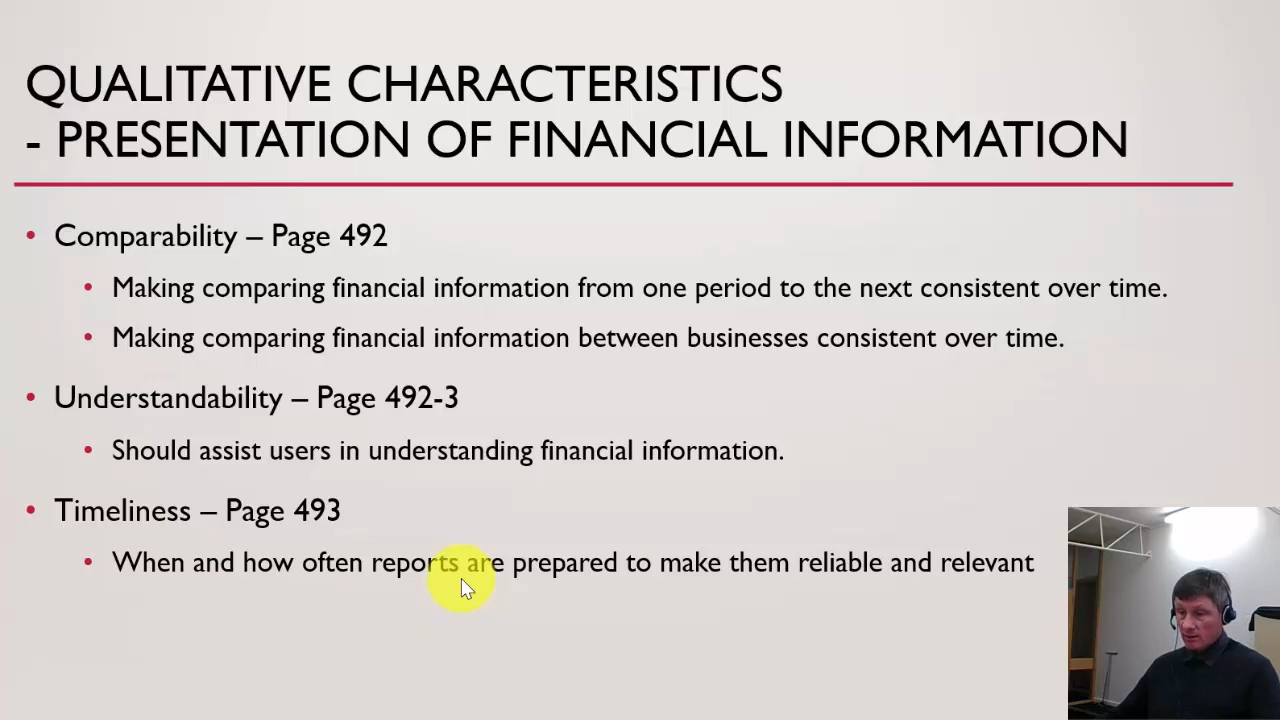 QUALITATIVE CHARACTERISTICS
- PRESENTATION OF FINANCIAL INFORMATION
• Comparability – Page 492
• Making comparing financial information from one period to the next consistent over time.
• Making comparing financial information between businesses consistent over time.
• Understandability – Page 492-3
• Should assist users in understanding financial information.
• Timeliness – Page 493
• When and how often reports are prepared to make them reliable and relevant